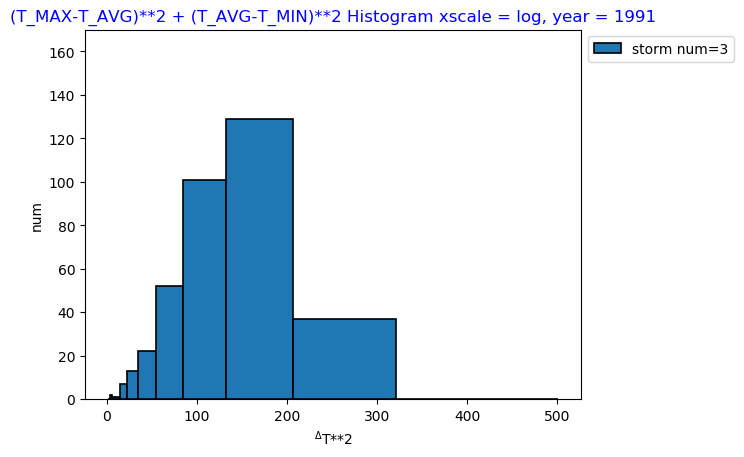 (T_MAX-T_AVG)**2 + (T_AVG-T_MIN)**2 Histogram xscale = log, year = 1991
storm num=3
160
140
120
100
80
60
40
20
0
num
0 100 200 300 400 500
ΔT**2